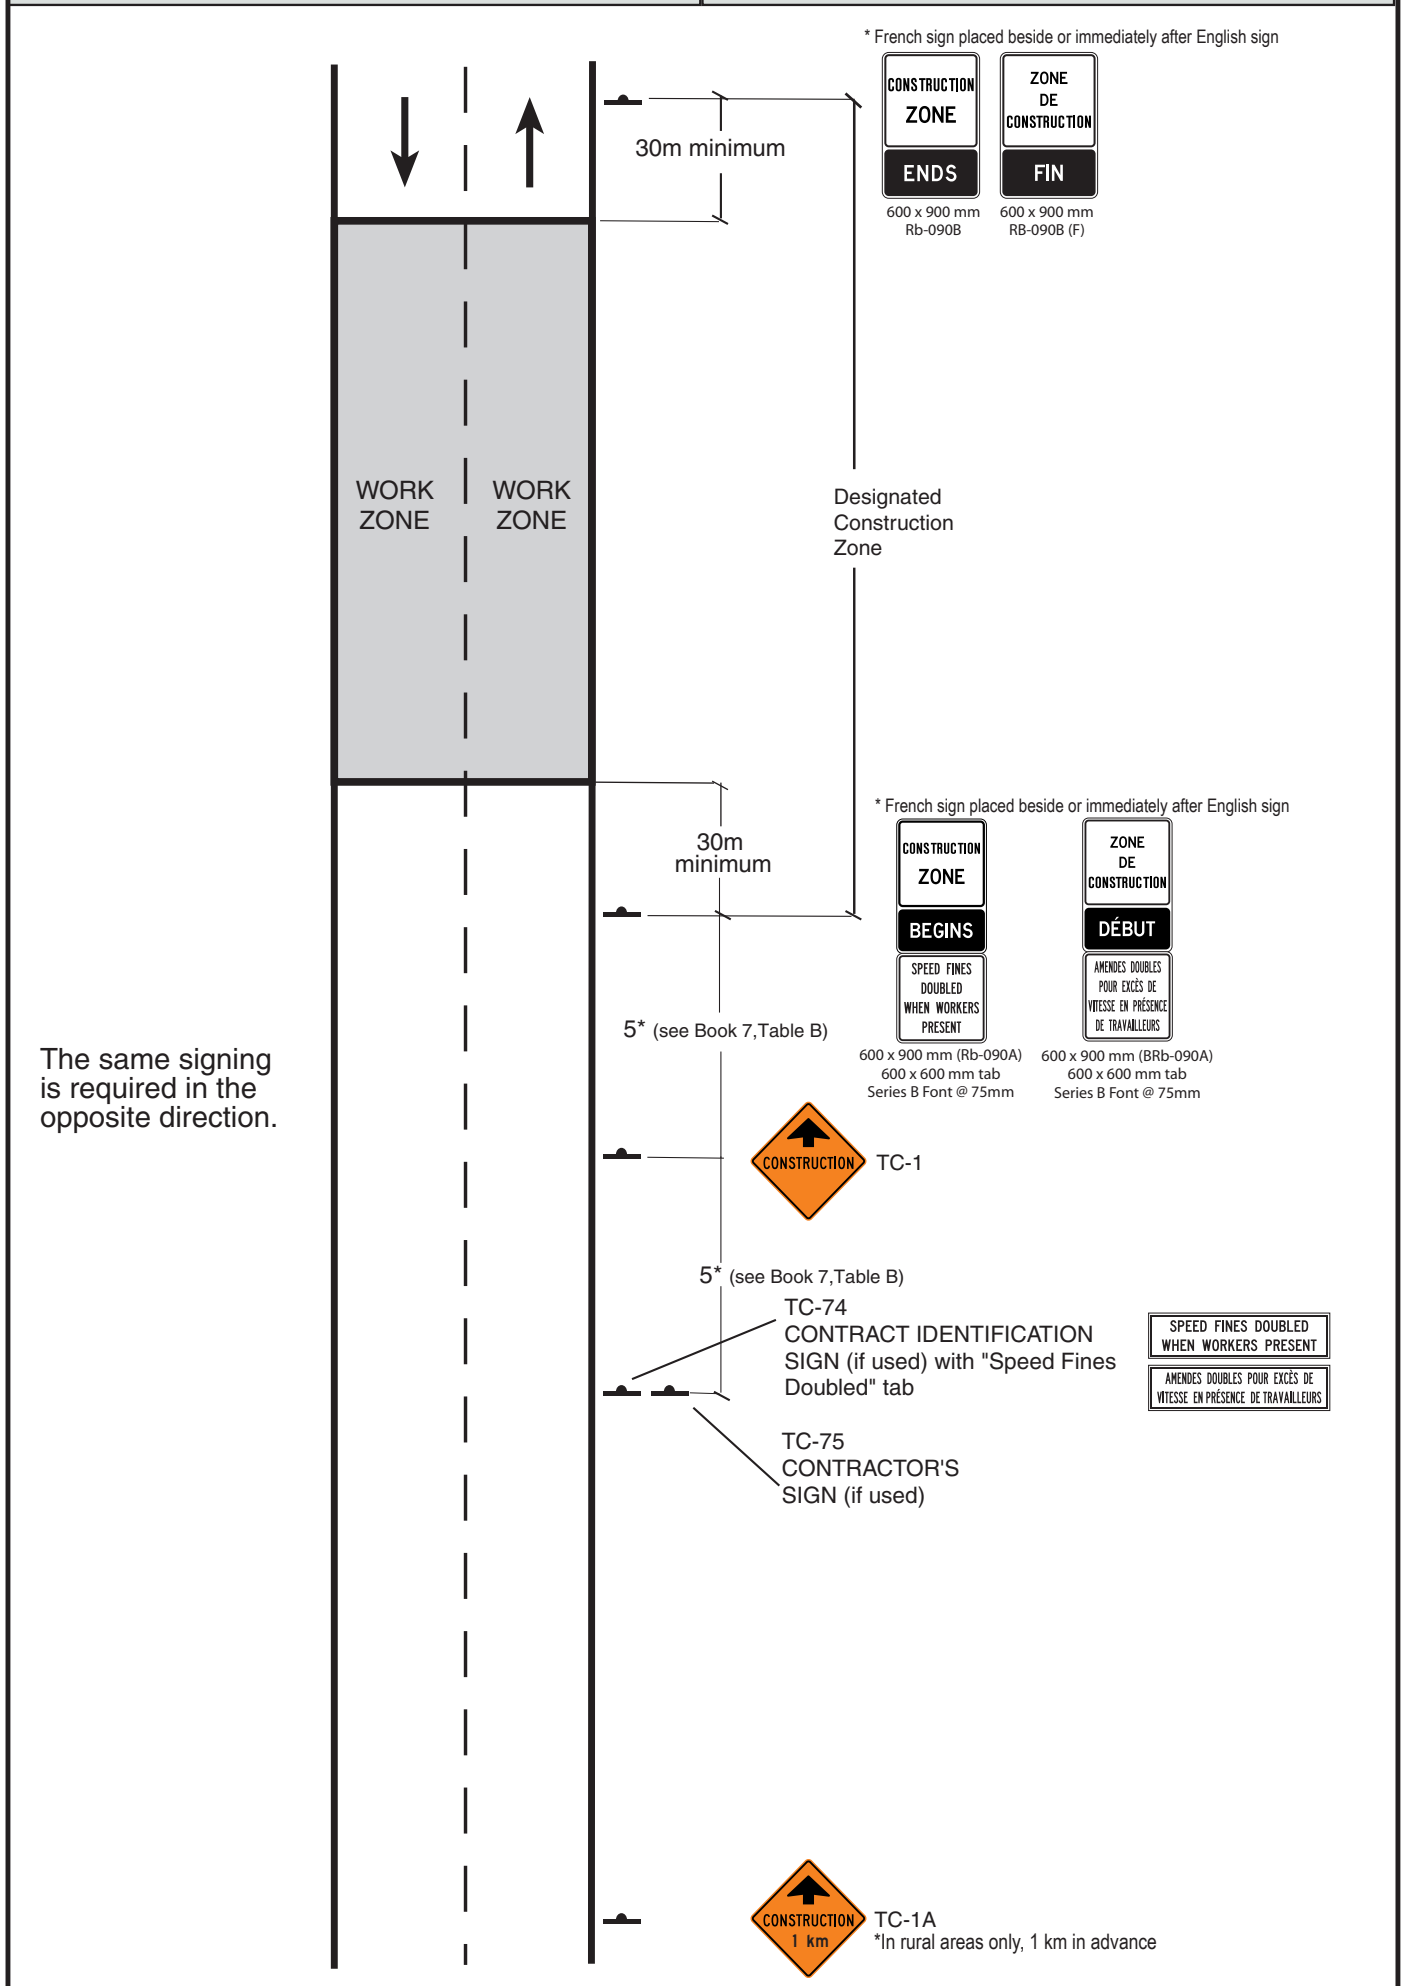 * French sign placed beside or immediately after English sign
CONSTRUCTION
ZONE
ENDS
600 x 900 mm
Rb-090B
ZONE
DE
CONSTRUCTION
FIN
600 x 900 mm
RB-090B (F)
30m minimum
WORK
ZONE
WORK
ZONE
Designated
Construction
Zone
30m
minimum
* French sign placed beside or immediately after English sign
CONSTRUCTION
ZONE
BEGINS
SPEED FINES
DOUBLED
WHEN WORKERS
PRESENT
600 x 900 mm (Rb-090A)
600 x 600 mm tab
Series B Font @ 75mm
ZONE
DE
CONSTRUCTION
DÉBUT
AMENDES DOUBLES
POUR EXCÈS DE
VITESSE EN PRÉSENCE
DE TRAVAILLEURS
600 x 900 mm (BRb-090A)
600 x 600 mm tab
Series B Font @ 75mm
5* (see Book 7,Table B)
The same signing
is required in the
opposite direction.
CONSTRUCTION
TC-1
5* (see Book 7,Table B)
TC-74
CONTRACT IDENTIFICATION
SIGN (if used) with "Speed Fines
Doubled" tab
SPEED FINES DOUBLED
WHEN WORKERS PRESENT
AMENDES DOUBLES POUR EXCÈS DE
VITESSE EN PRÉSENCE DE TRAVAILLEURS
TC-75
CONTRACTOR'S
SIGN (if used)
CONSTRUCTION
1 km
TC-1A
*In rural areas only, 1 km in advance